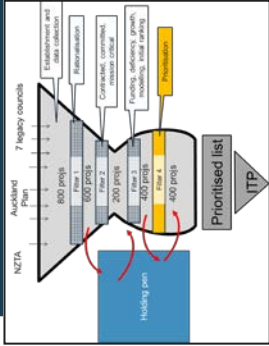 Establishment and
data collection
Rationalisation
Contracted, committed,
mission critical
Funding, deficiency, growth,
modelling, initial ranking
Prioritisation
7 legacy councils
Auckland
Plan
NZTA
800 projs
Filter 1
600 projs
Filter 2
200 projs
Filter 3
400 projs
Filter 4
400 projs
Holding pen
Prioritised list
ITP